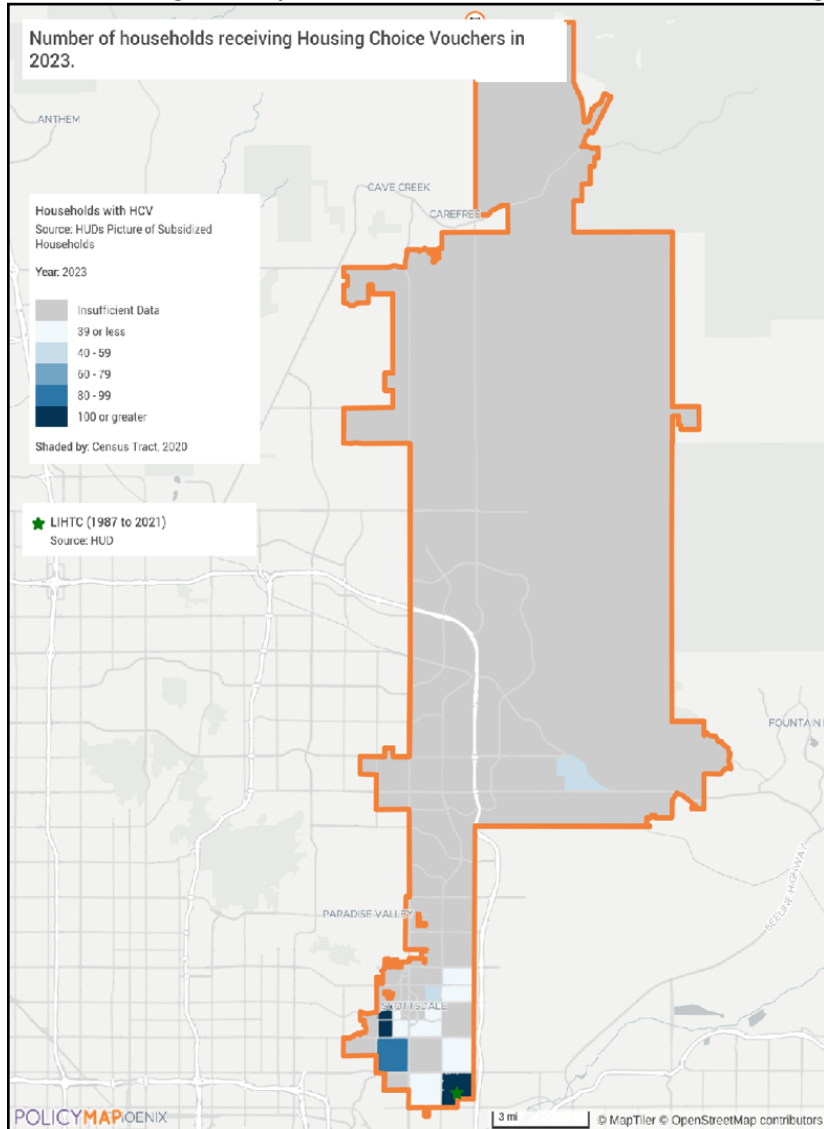 Number of households receiving Housing Choice Vouchers in
2023.
ANTHEM
CAVE CREEK
CAREFREE
Households with HCV
Source: HUDs Picture of Subsidized
Households
Year: 2023
Insufficient Data
39 or less
40 - 59
60 - 79
80 - 99
100 or greater
Shaded by: Census Tract, 2020
LIHTC (1987 to 2021)
Source: HUD
FOUNTAIN
BEELINE HIGHWAY
PARADISE VALLEY
SCOTTSDALE
POLICYMAP
OENIX
3 mi
© MapTiler © OpenStreetMap contributors